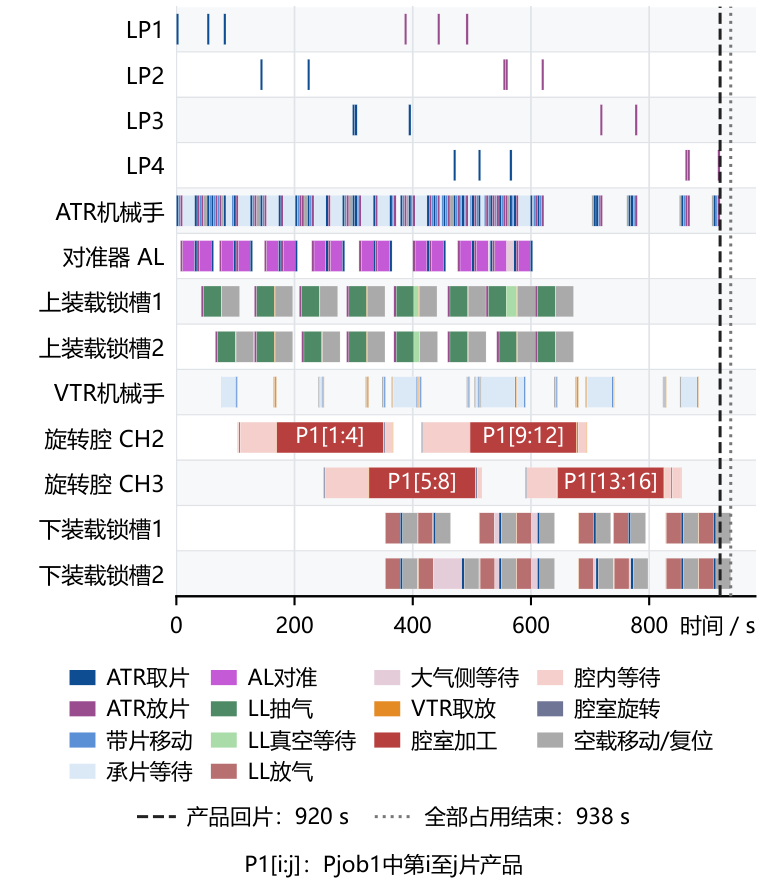 LP1
LP2
LP3
LP4
ATR机械手
对准器 AL
上装载锁槽1
上装载锁槽2
VTR机械手
旋转腔 CH2
P1[1:4] P1[9:12]
旋转腔 CH3
P1[5:8] P1[13:16]
下装载锁槽1
下装载锁槽2
0 200 400 600 800 时间 / s
ATR取片 AL对准 大气侧等待 腔内等待
ATR放片 LL抽气 VTR取放 腔室旋转
带片移动 LL真空等待 腔室加工 空载移动/复位
承片等待 LL放气
产品回片：920 s 全部占用结束：938 s
P1[i:j]：Pjob1中第i至j片产品